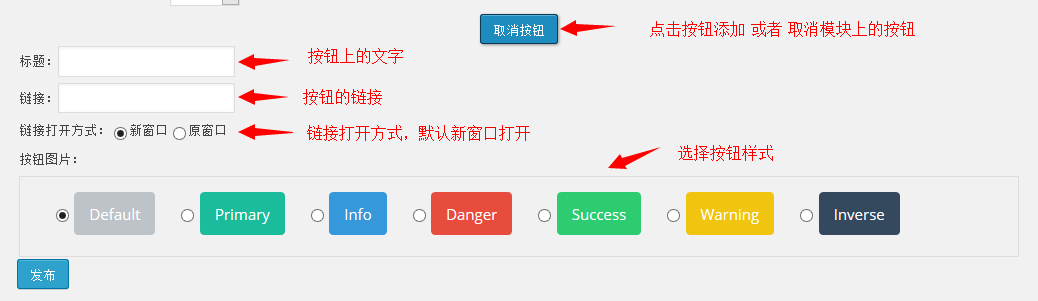 取消按钮 点击按钮添加 或者 取消模块上的按钮
标题： 按钮上的文字
链接： 按钮的链接
链接打开方式： 新窗口 原窗口 链接打开方式，默认新窗口打开
按钮图片： 选择按钮样式
Default Primary Info Danger Success Warning Inverse
发布